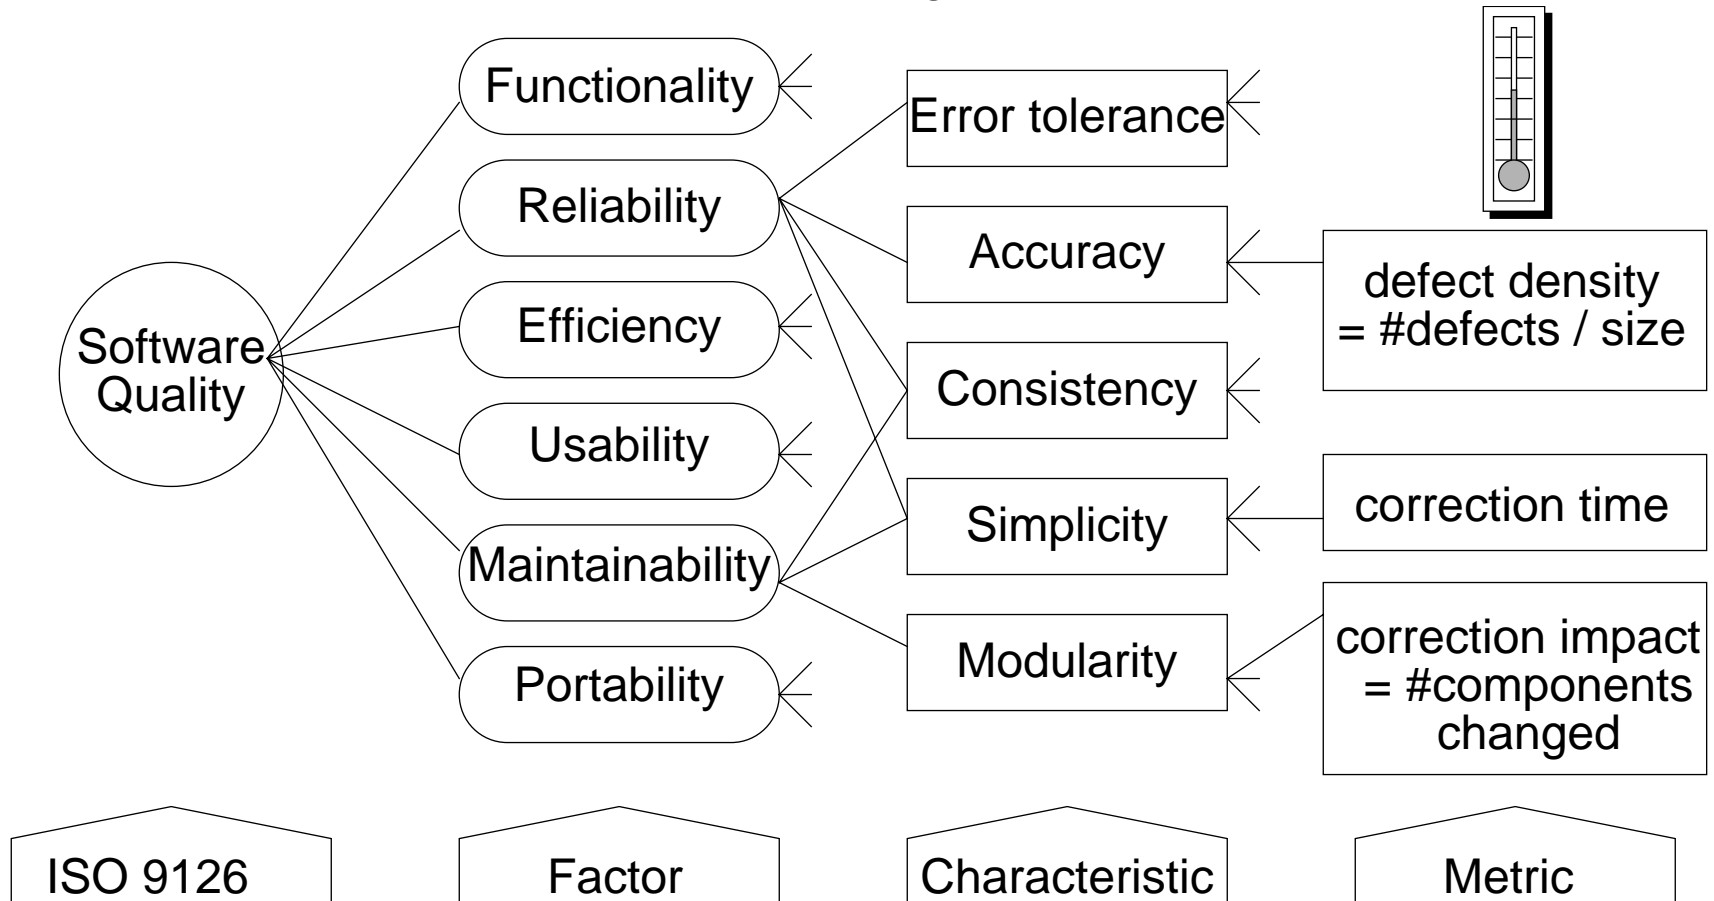 Functionality
Reliability
Efficiency
Usability
Maintainability
Portability
Software
Quality
Error tolerance
Accuracy
Consistency
Simplicity
Modularity
defect density
= #defects / size
correction time
correction impact
= #components
changed
ISO 9126
Factor
Characteristic
Metric